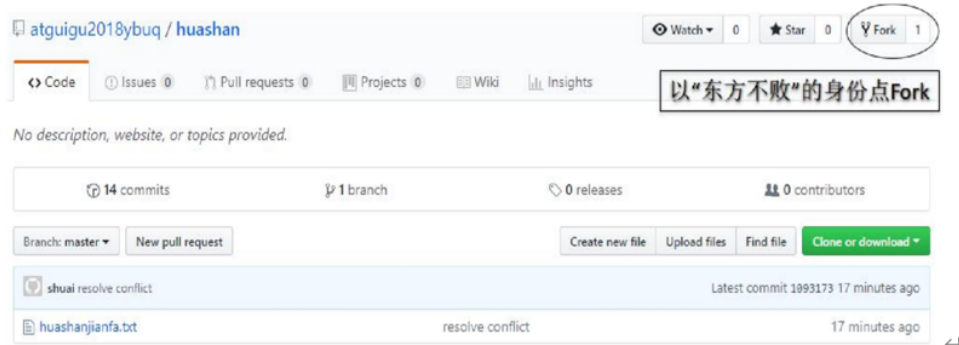 atguigu2018ybuq / huashan
Watch 0 Star 0 Fork 1
Code Issues 0 Pull requests 0 Projects 0 Wiki Insights
以“东方不败“的身份点Fork
No description, website, or topics provided.
14 commits 1 branch 0 releases 0 contributors
Branch: master New pull request Create new file Upload files Find file Clone or download
shuai resolve conflict Latest commit 1093173 17 minutes ago
huashanjianfa.txt resolve conflict 17 minutes ago